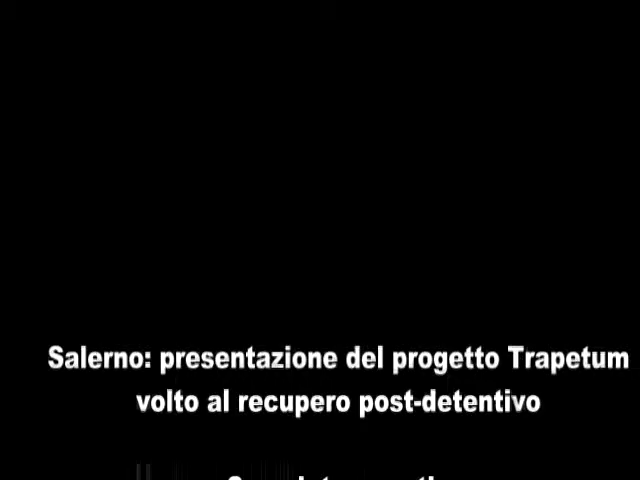 Salerno: presentazione del progetto Trapetum
volto al recupero post-detentivo